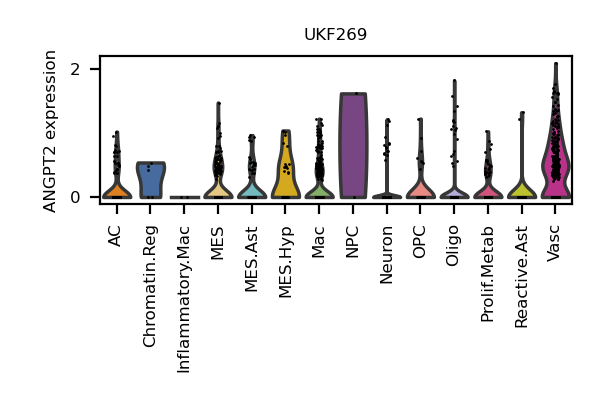 UKF269
ANGPT2 expression
2
0
AC
Chromatin.Reg
Inflammatory.Mac
MES
MES.Ast
MES.Hyp
Mac
NPC
Neuron
OPC
Oligo
Prolif.Metab
Reactive.Ast
Vasc